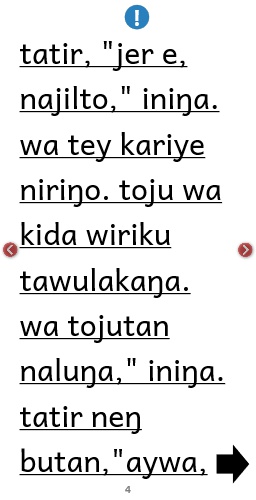 !
tatir, "jer e,
najilto," iniŋa.
wa tey kariye
niriŋo. toju wa
kida wiriku
tawulakaŋa.
wa tojutan
naluŋa," iniŋa.
tatir neŋ
butan,"aywa,
4